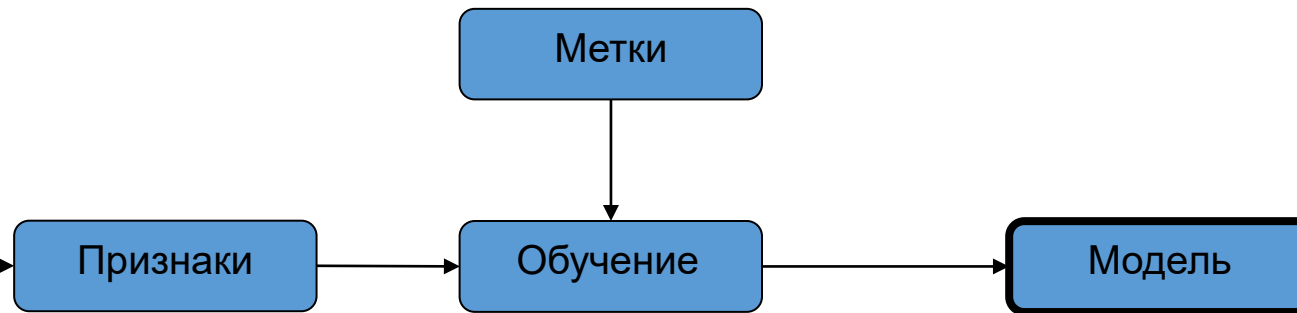 Метки
Признаки
Обучение
Модель